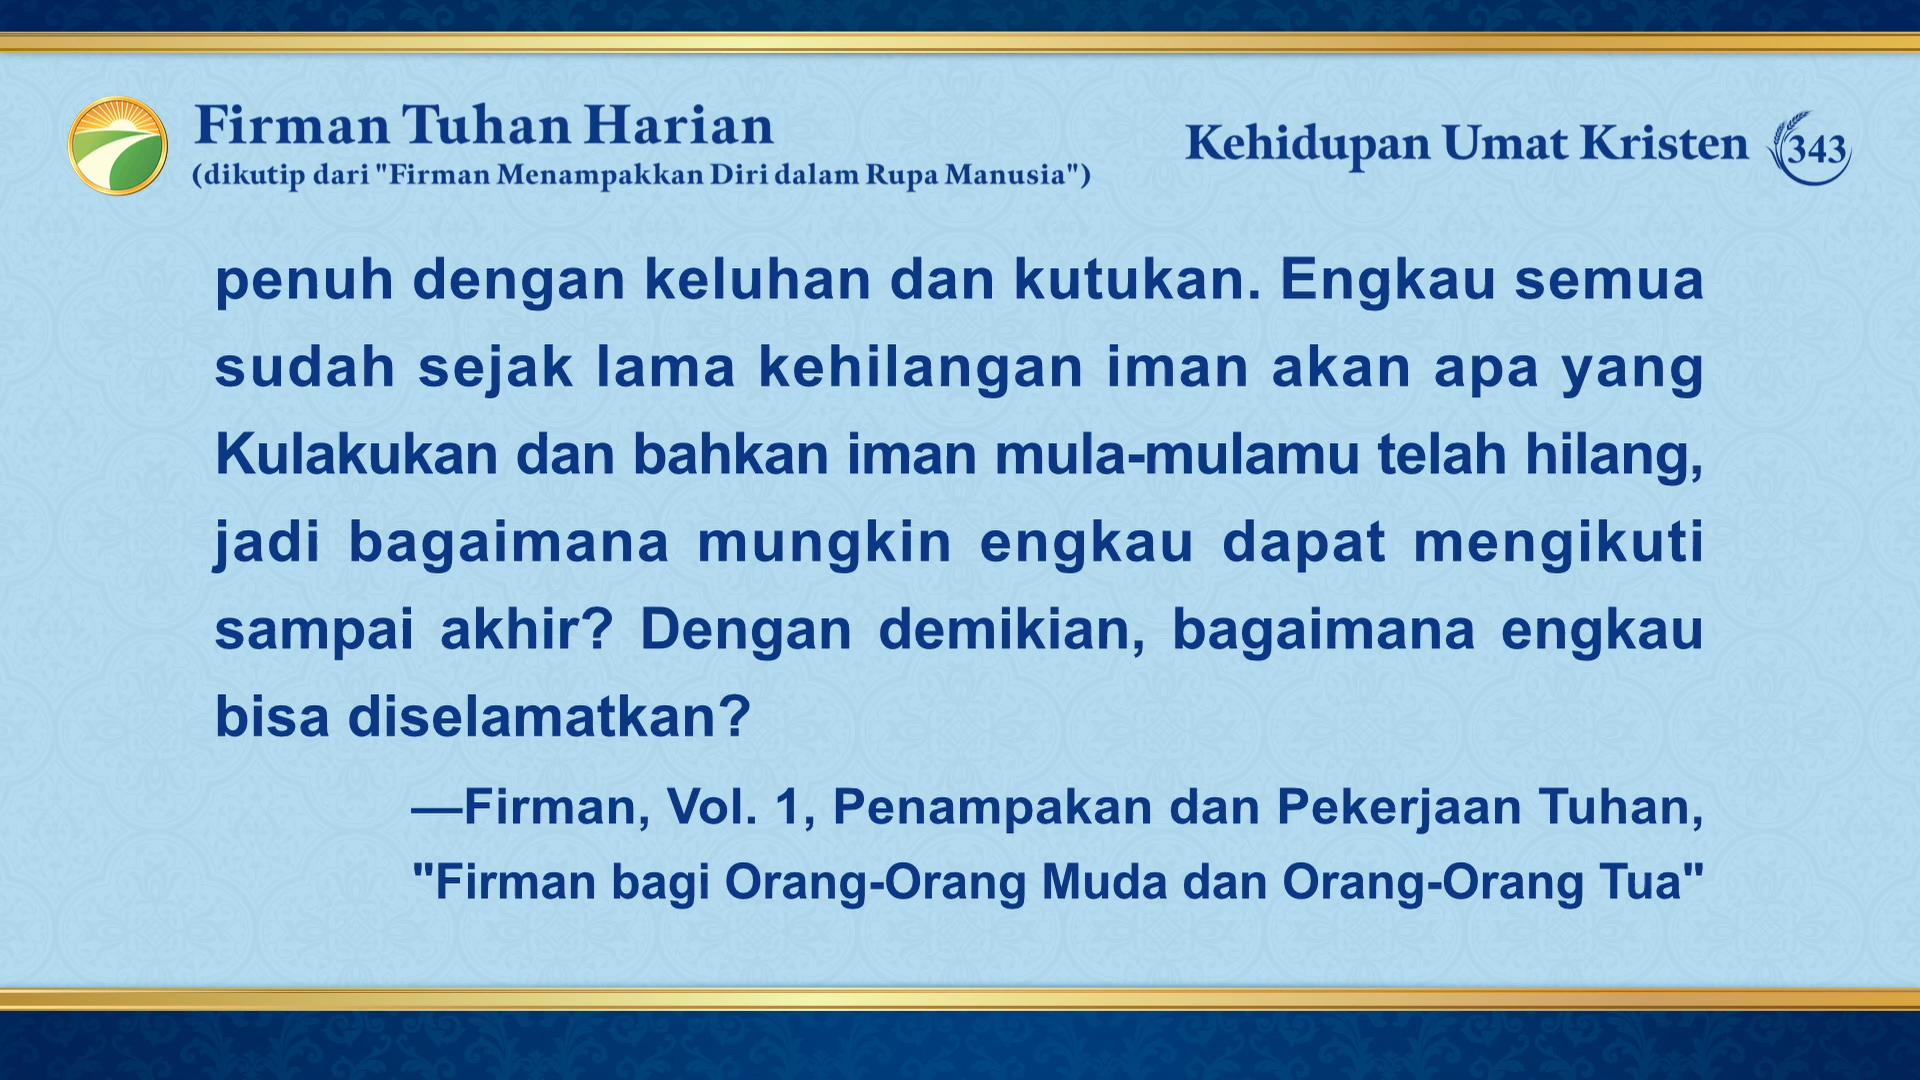 Firman Tuhan Harian
(dikutip dari "Firman Menampakkan Diri dalam Rupa Manusia")
Kehidupan Umat Kristen 343
penuh dengan keluhan dan kutukan. Engkau semua
sudah sejak lama kehilangan iman akan apa yang
Kulakukan dan bahkan iman mula-mulamu telah hilang,
jadi bagaimana mungkin engkau dapat mengikuti
sampai akhir? Dengan demikian, bagaimana engkau
bisa diselamatkan?
—Firman, Vol. 1, Penampakan dan Pekerjaan Tuhan,
"Firman bagi Orang-Orang Muda dan Orang-Orang Tua"